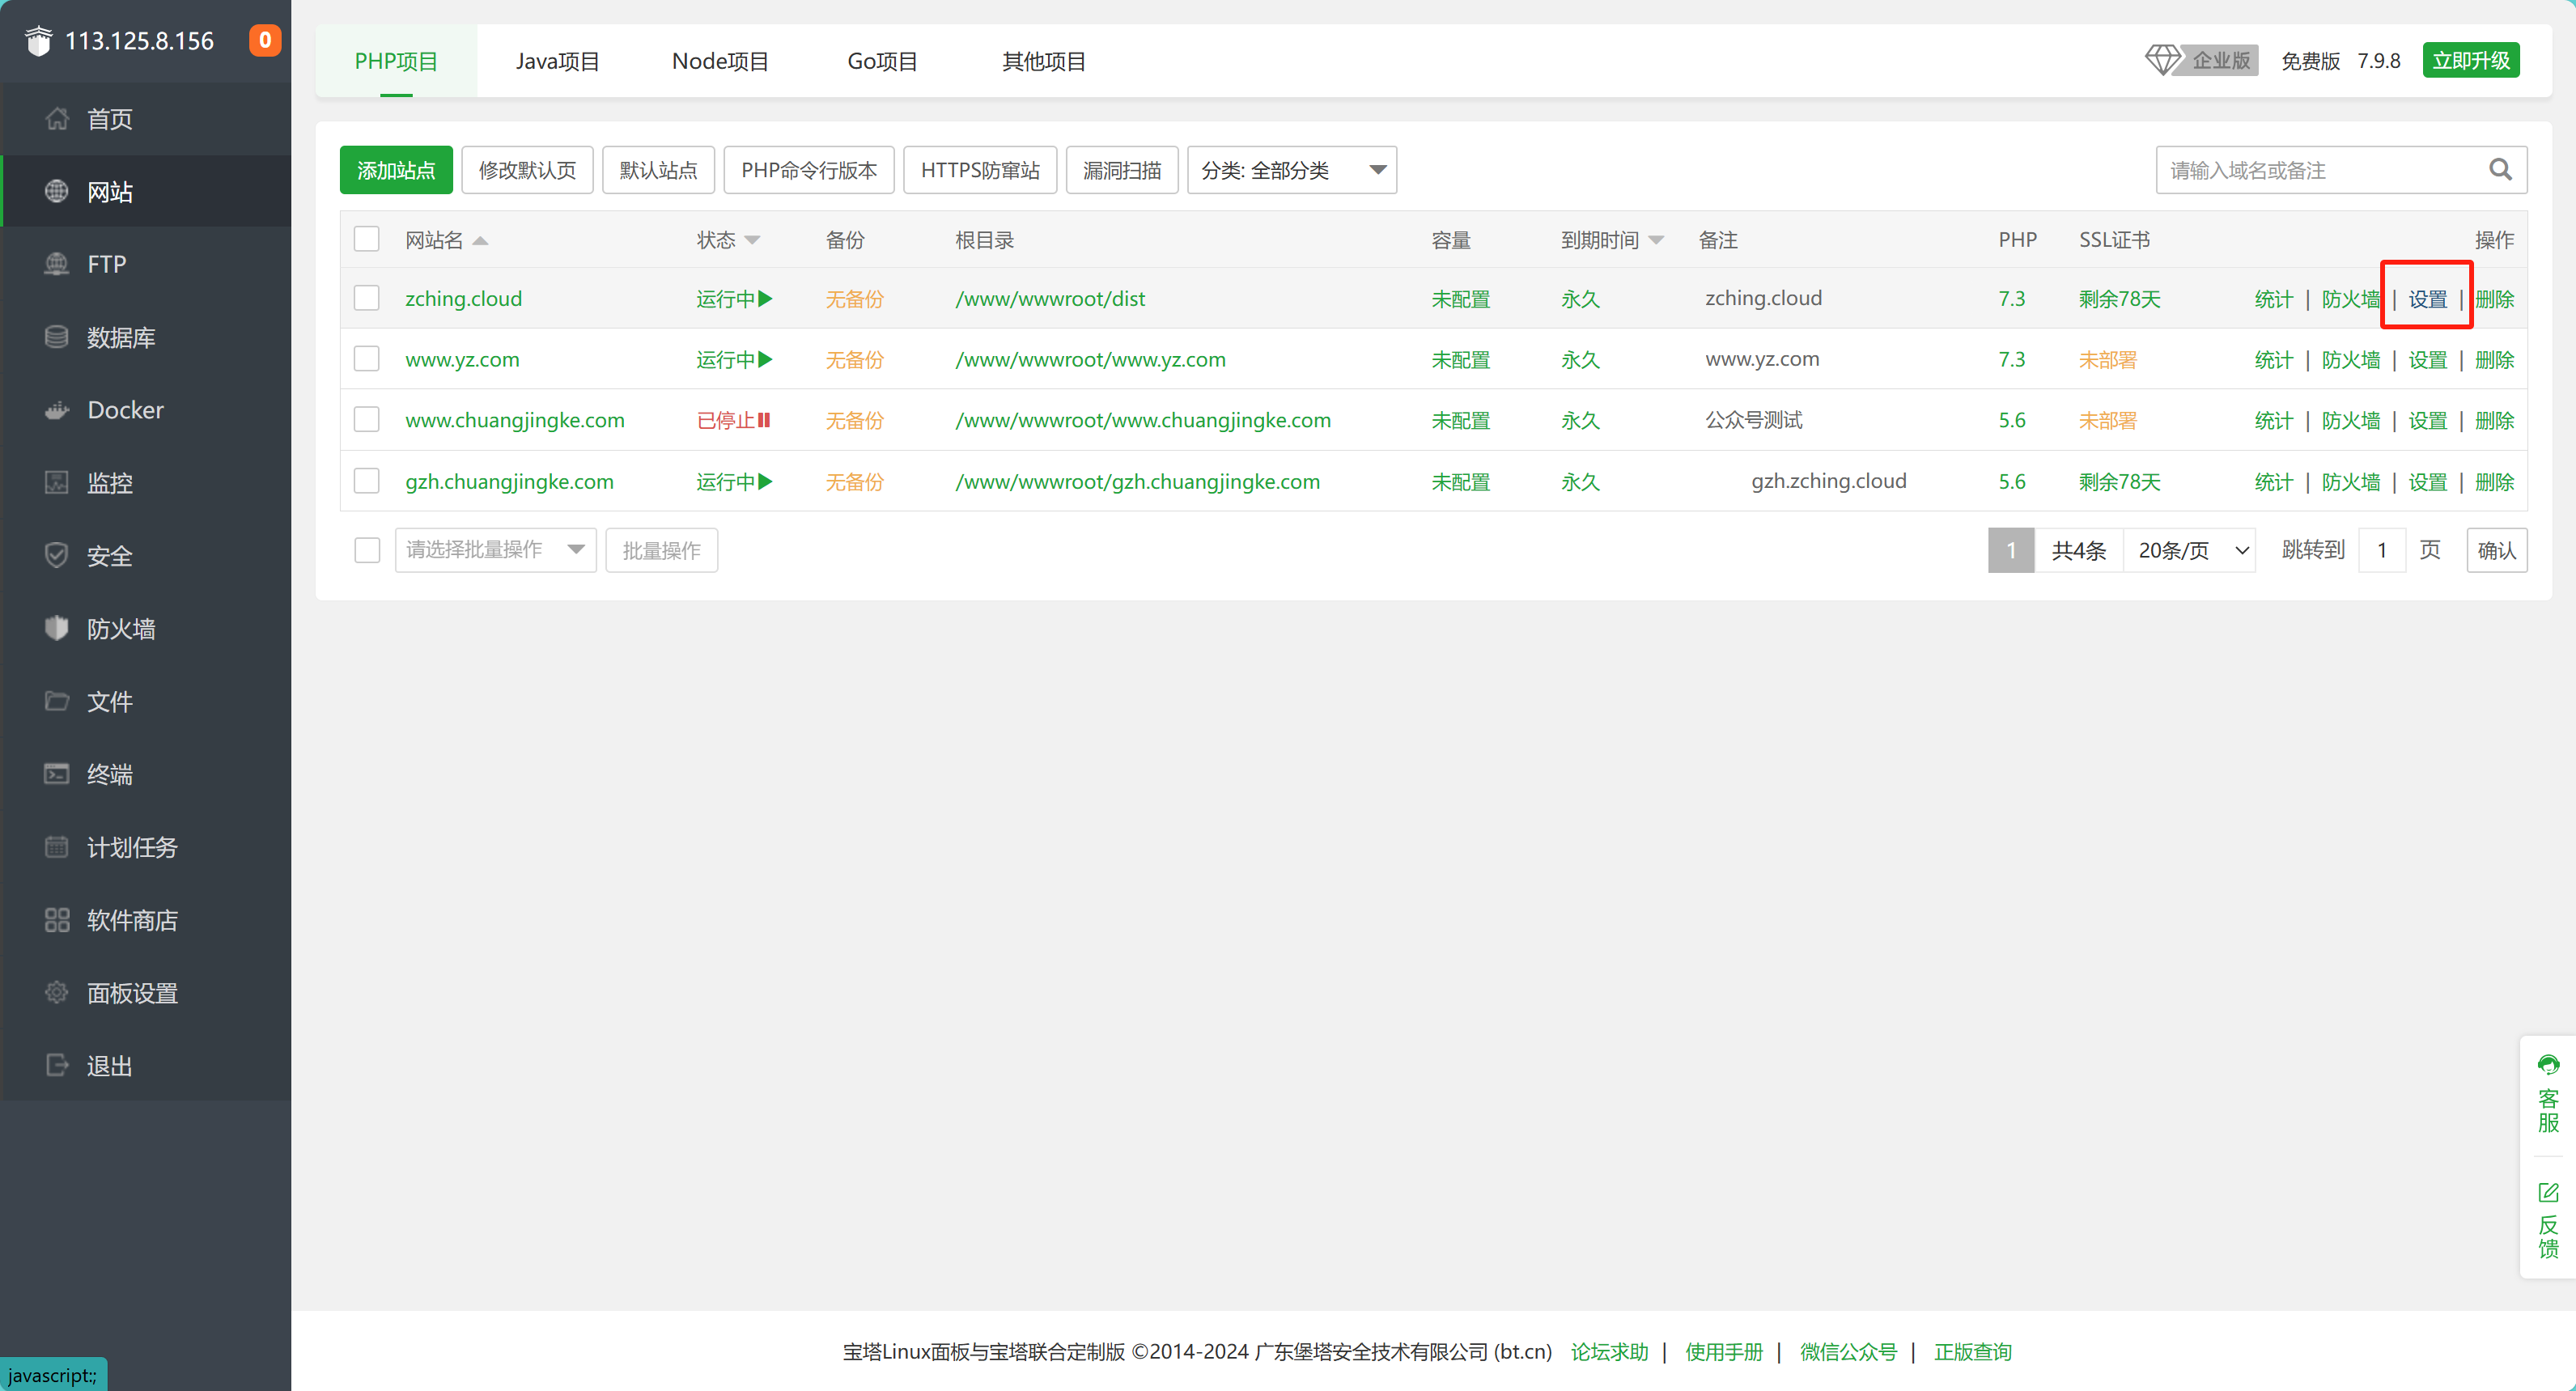 113.125.8.156 0
首页
网站
FTP
数据库
Docker
监控
安全
防火墙
文件
终端
计划任务
软件商店
面板设置
退出
javascript:;
PHP项目 Java项目 Node项目 Go项目 其他项目 企业版 免费版 7.9.8 立即升级
添加站点 修改默认页 默认站点 PHP命令行版本 HTTPS防窜站 漏洞扫描 分类: 全部分类 请输入域名或备注
网站名 状态 备份 根目录 容量 到期时间 备注 PHP SSL证书 操作
zching.cloud 运行中 无备份 /www/wwwroot/dist 未配置 永久 zching.cloud 7.3 剩余78天 统计 | 防火墙 | 设置 | 删除
www.yz.com 运行中 无备份 /www/wwwroot/www.yz.com 未配置 永久 www.yz.com 7.3 未部署 统计 | 防火墙 | 设置 | 删除
www.chuangjingke.com 已停止 无备份 /www/wwwroot/www.chuangjingke.com 未配置 永久 公众号测试 5.6 未部署 统计 | 防火墙 | 设置 | 删除
gzh.chuangjingke.com 运行中 无备份 /www/wwwroot/gzh.chuangjingke.com 未配置 永久 gzh.zching.cloud 5.6 剩余78天 统计 | 防火墙 | 设置 | 删除
请选择批量操作 批量操作 1 共4条 20条/页 跳转到 1 页 确认
客服
反馈
宝塔Linux面板与宝塔联合定制版 ©2014-2024 广东堡塔安全技术有限公司 (bt.cn) 论坛求助 | 使用手册 | 微信公众号 | 正版查询